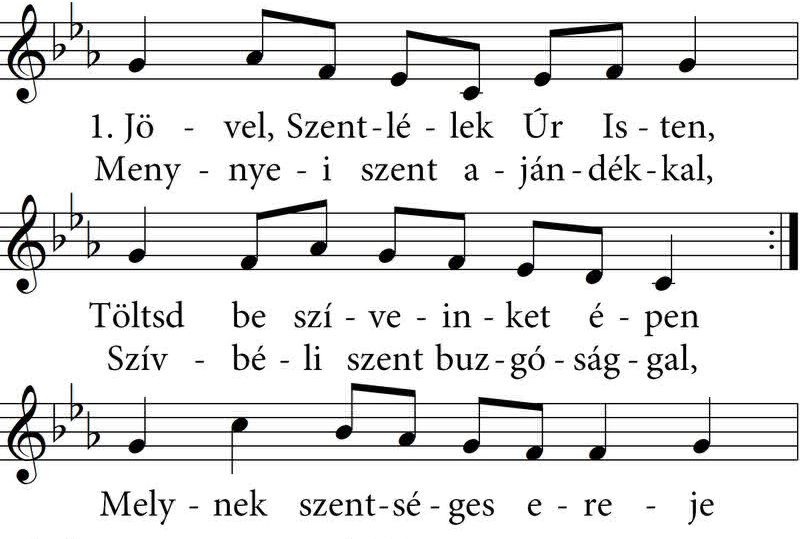 1. Jö - vel, Szent - lé - lek Úr Is - ten,
Meny - nye - i szent a - ján - dék - kal,
Töltsd be szí - ve - in - ket é - pen
Szív - bé - li szent buz - gó - ság - gal,
Mely - nek szent - sé - ges e - re - je